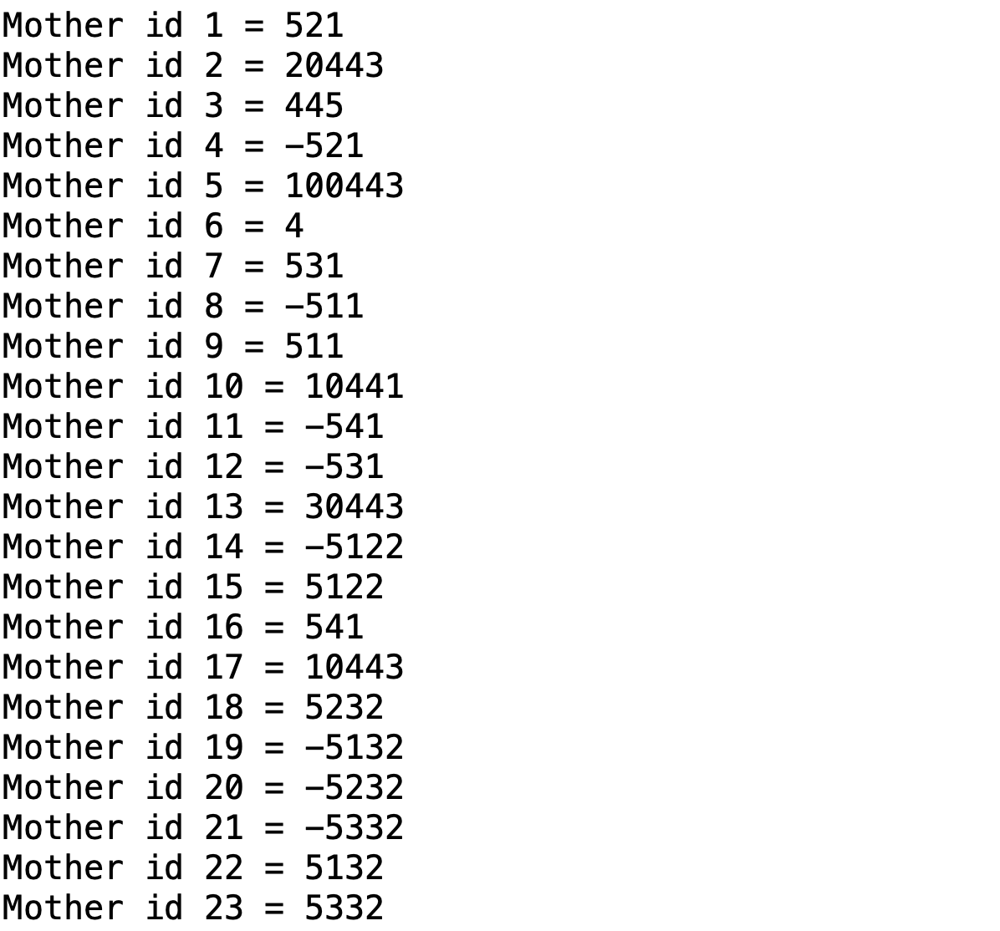 Mother id 1 = 521
Mother id 2 = 20443
Mother id 3 = 445
Mother id 4 = −521
Mother id 5 = 100443
Mother id 6 = 4
Mother id 7 = 531
Mother id 8 = −511
Mother id 9 = 511
Mother id 10 = 10441
Mother id 11 = −541
Mother id 12 = −531
Mother id 13 = 30443
Mother id 14 = −5122
Mother id 15 = 5122
Mother id 16 = 541
Mother id 17 = 10443
Mother id 18 = 5232
Mother id 19 = −5132
Mother id 20 = −5232
Mother id 21 = −5332
Mother id 22 = 5132
Mother id 23 = 5332